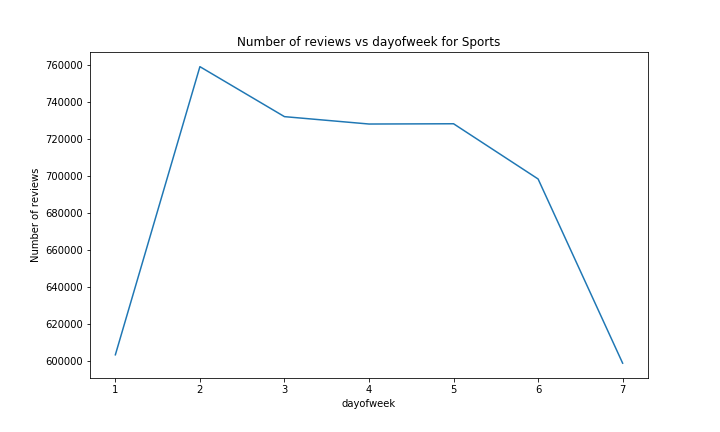 Number of reviews vs dayofweek for Sports
760000
740000
720000
700000
680000
660000
640000
620000
600000
Number of reviews
1 2 3 4 5 6 7
dayofweek